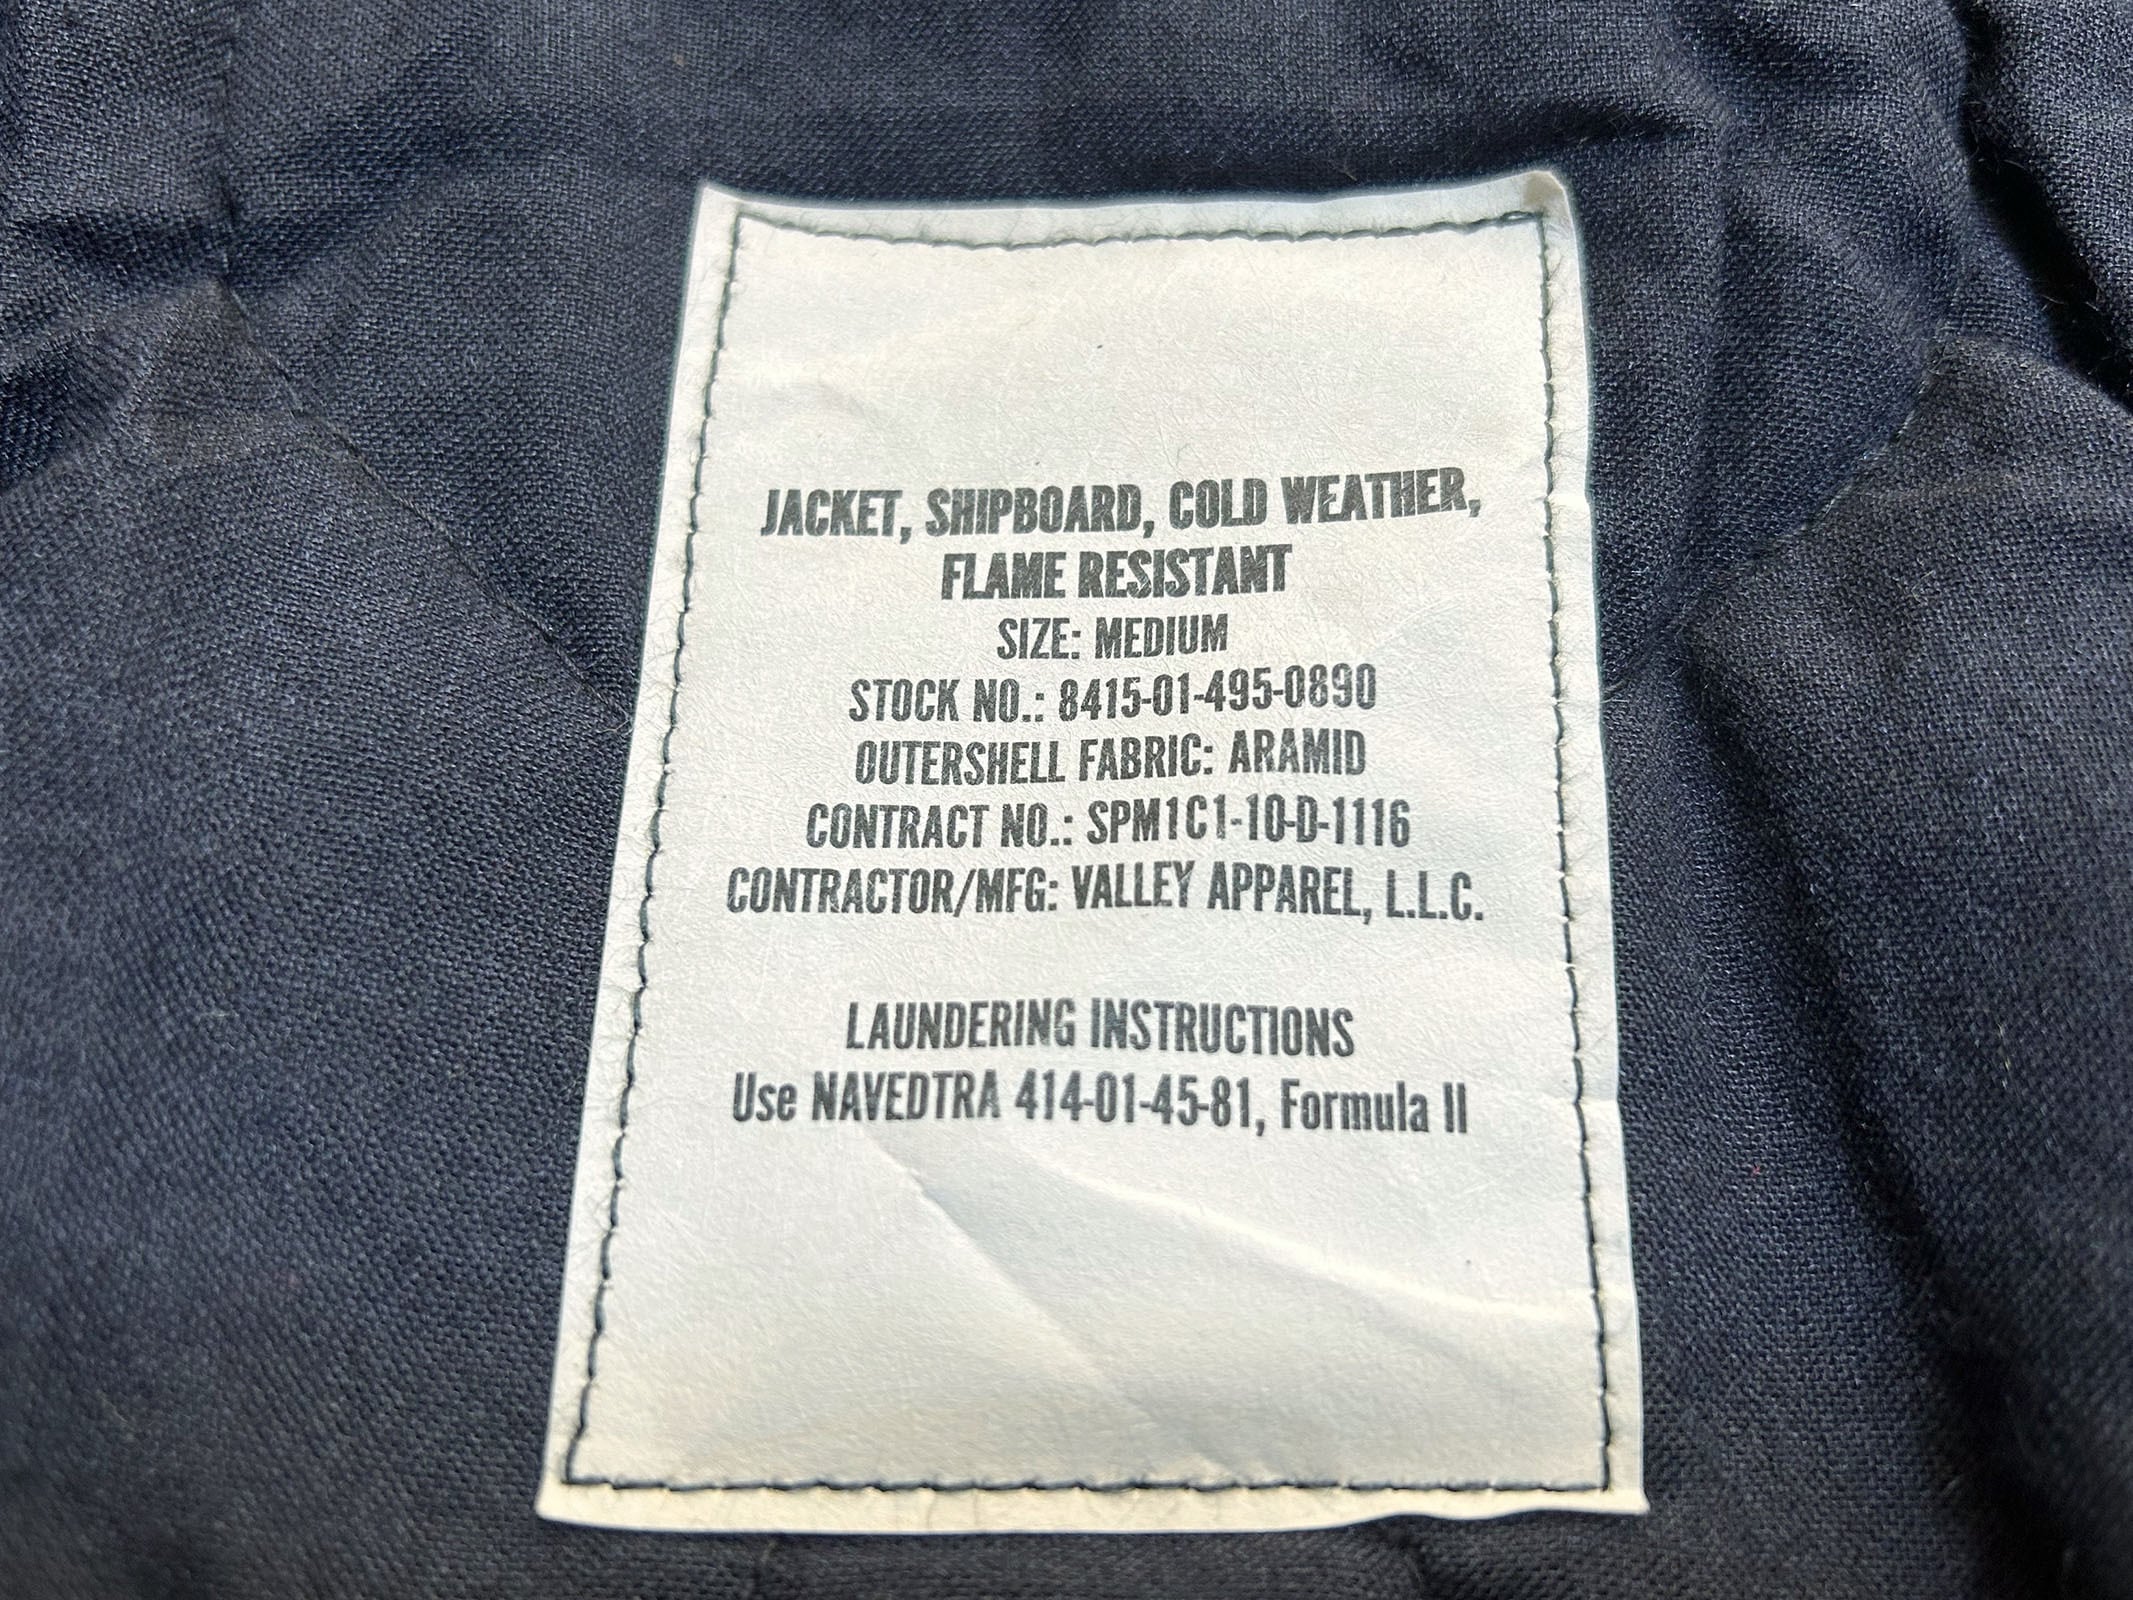 JACKET, SHIPBOARD, COLD WEATHER,
FLAME RESISTANT
SIZE: MEDIUM
STOCK NO.: 8415-01-495-0890
OUTERSHELL FABRIC: ARAMID
CONTRACT NO.: SPM1C1-10-D-1116
CONTRACTOR/MFG: VALLEY APPAREL, L.L.C.
LAUNDERING INSTRUCTIONS
Use NAVEDTRA 414-01-45-81, Formula II